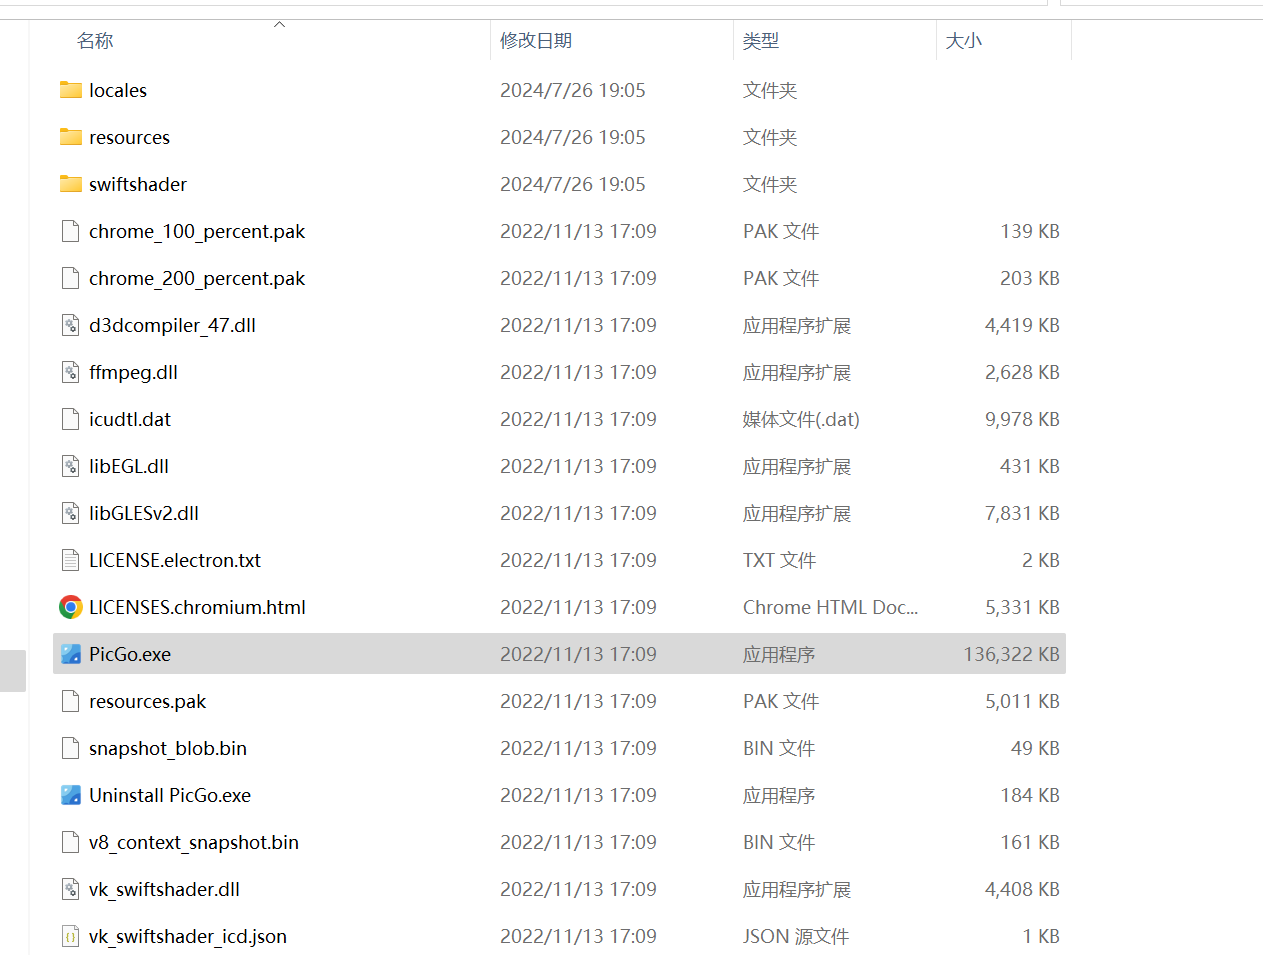 名称 修改日期 类型 大小
locales 2024/7/26 19:05 文件夹
resources 2024/7/26 19:05 文件夹
swiftshader 2024/7/26 19:05 文件夹
chrome_100_percent.pak 2022/11/13 17:09 PAK 文件 139 KB
chrome_200_percent.pak 2022/11/13 17:09 PAK 文件 203 KB
d3dcompiler_47.dll 2022/11/13 17:09 应用程序扩展 4,419 KB
ffmpeg.dll 2022/11/13 17:09 应用程序扩展 2,628 KB
icudtl.dat 2022/11/13 17:09 媒体文件(.dat) 9,978 KB
libEGL.dll 2022/11/13 17:09 应用程序扩展 431 KB
libGLESv2.dll 2022/11/13 17:09 应用程序扩展 7,831 KB
LICENSE.electron.txt 2022/11/13 17:09 TXT 文件 2 KB
LICENSES.chromium.html 2022/11/13 17:09 Chrome HTML Doc... 5,331 KB
PicGo.exe 2022/11/13 17:09 应用程序 136,322 KB
resources.pak 2022/11/13 17:09 PAK 文件 5,011 KB
snapshot_blob.bin 2022/11/13 17:09 BIN 文件 49 KB
Uninstall PicGo.exe 2022/11/13 17:09 应用程序 184 KB
v8_context_snapshot.bin 2022/11/13 17:09 BIN 文件 161 KB
vk_swiftshader.dll 2022/11/13 17:09 应用程序扩展 4,408 KB
vk_swiftshader_icd.json 2022/11/13 17:09 JSON 源文件 1 KB